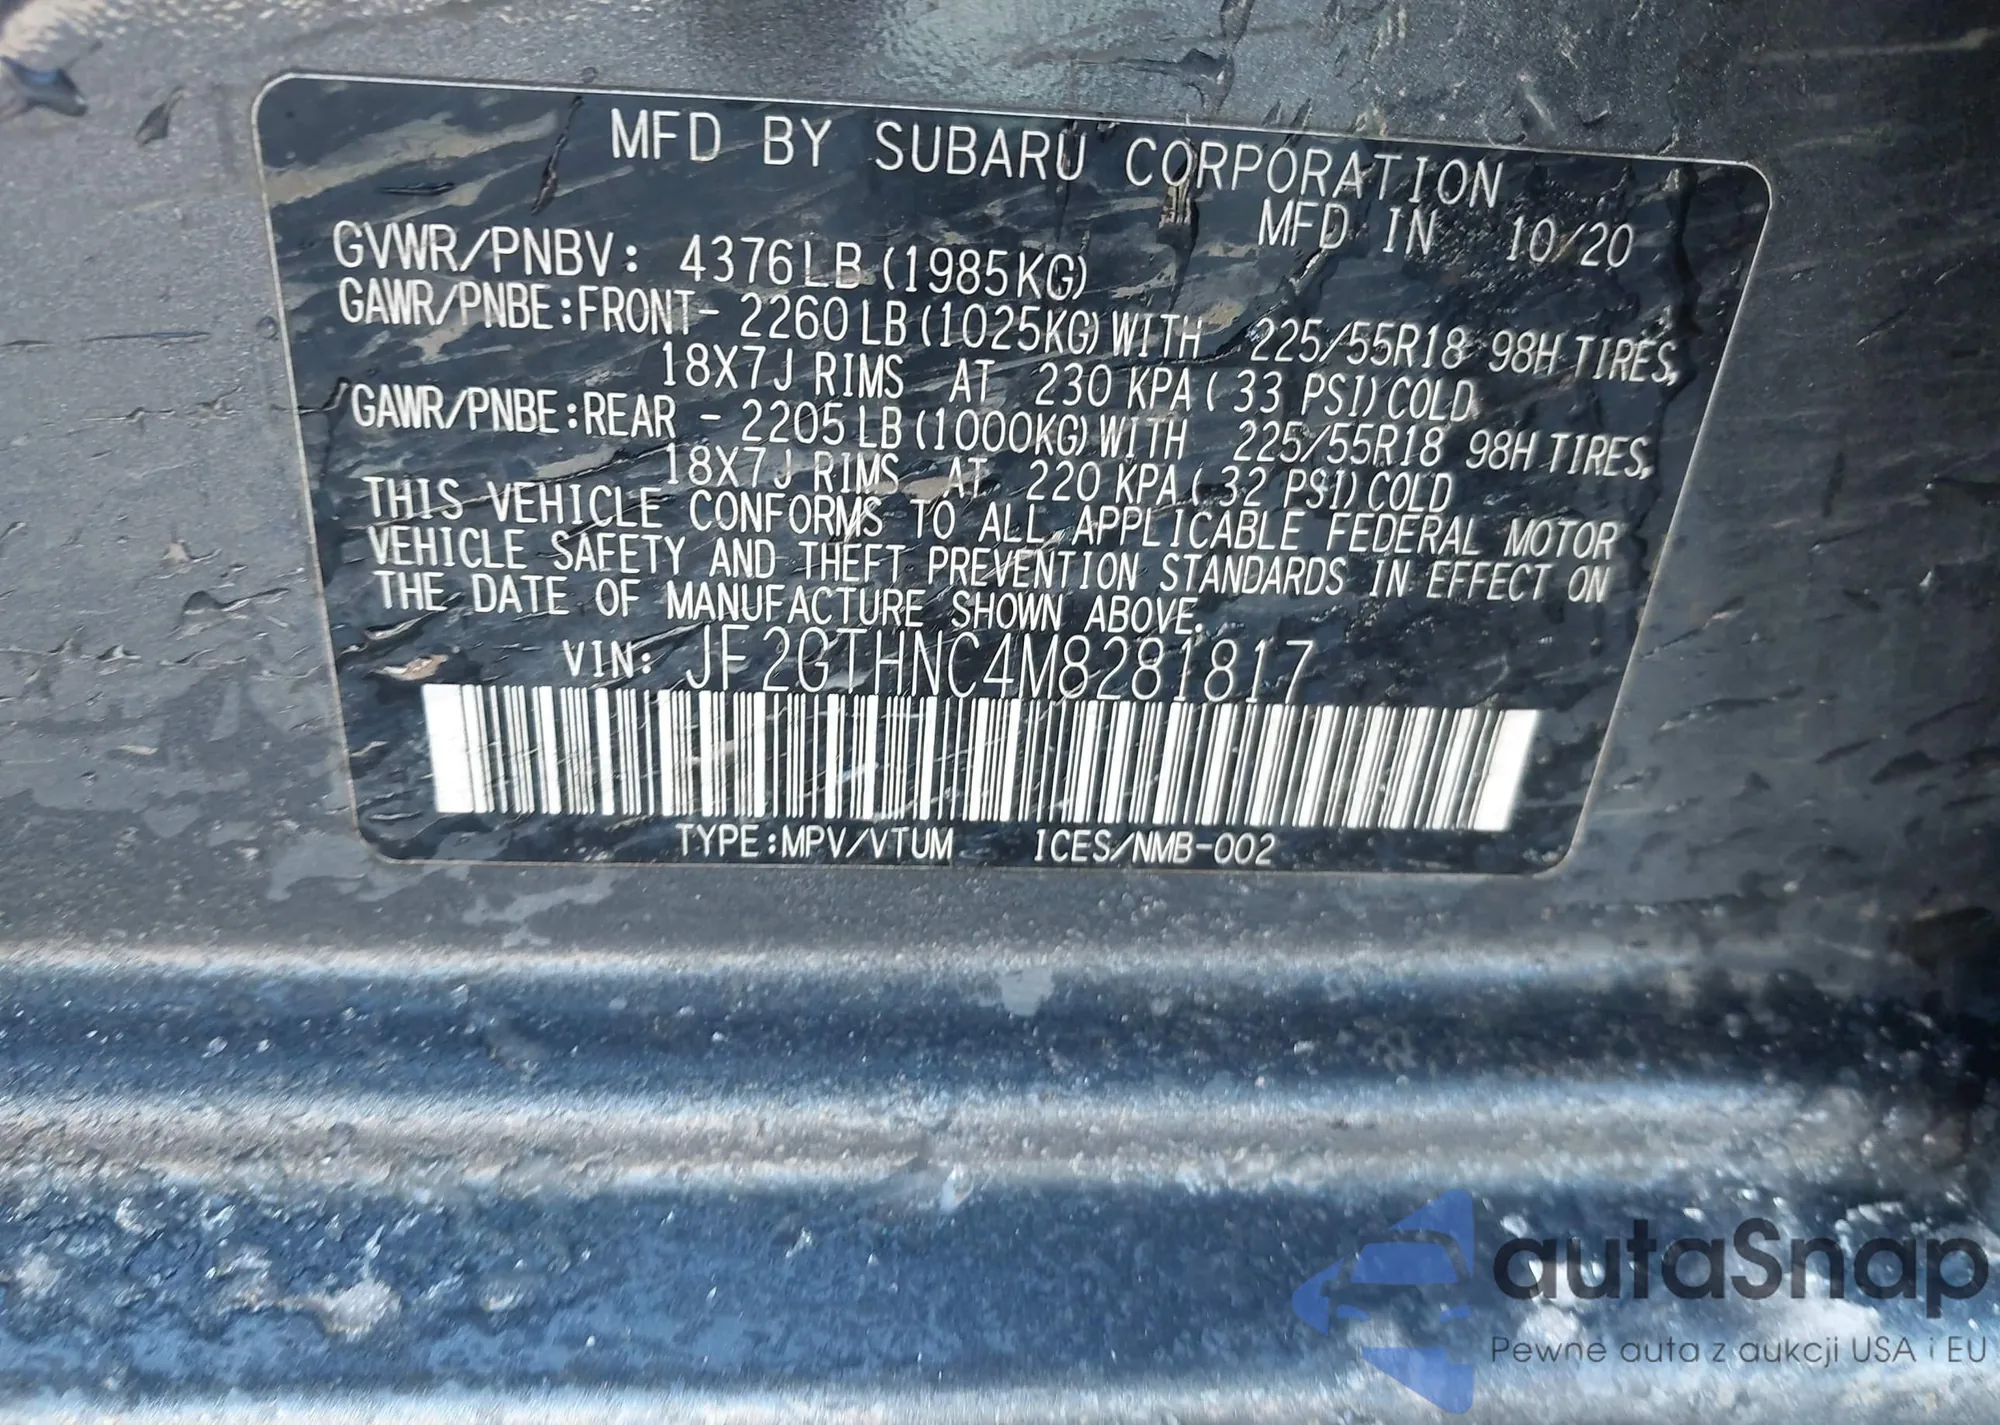 MFD BY SUBARU CORPORATION
MFD IN 10/20
GVWR/PNBV: 4376LB (1985KG)
GAWR/PNBE:FRONT- 2260LB (1025KG) WITH 225/55R18 98H TIRES,
18X7J RIMS AT 230 KPA ( 33 PSI) COLD
GAWR/PNBE:REAR - 2205LB (1000KG) WITH 225/55R18 98H TIRES,
18X7J RIMS AT 220 KPA ( 32 PSI) COLD
THIS VEHICLE CONFORMS TO ALL APPLICABLE FEDERAL MOTOR
VEHICLE SAFETY AND THEFT PREVENTION STANDARDS IN EFFECT ON
THE DATE OF MANUFACTURE SHOWN ABOVE.
VIN: JF2GTHNC4M8281817
TYPE:MPV/VTUM ICES/NMB-002
autaSnap
Pewne auta z aukcji USA i EU